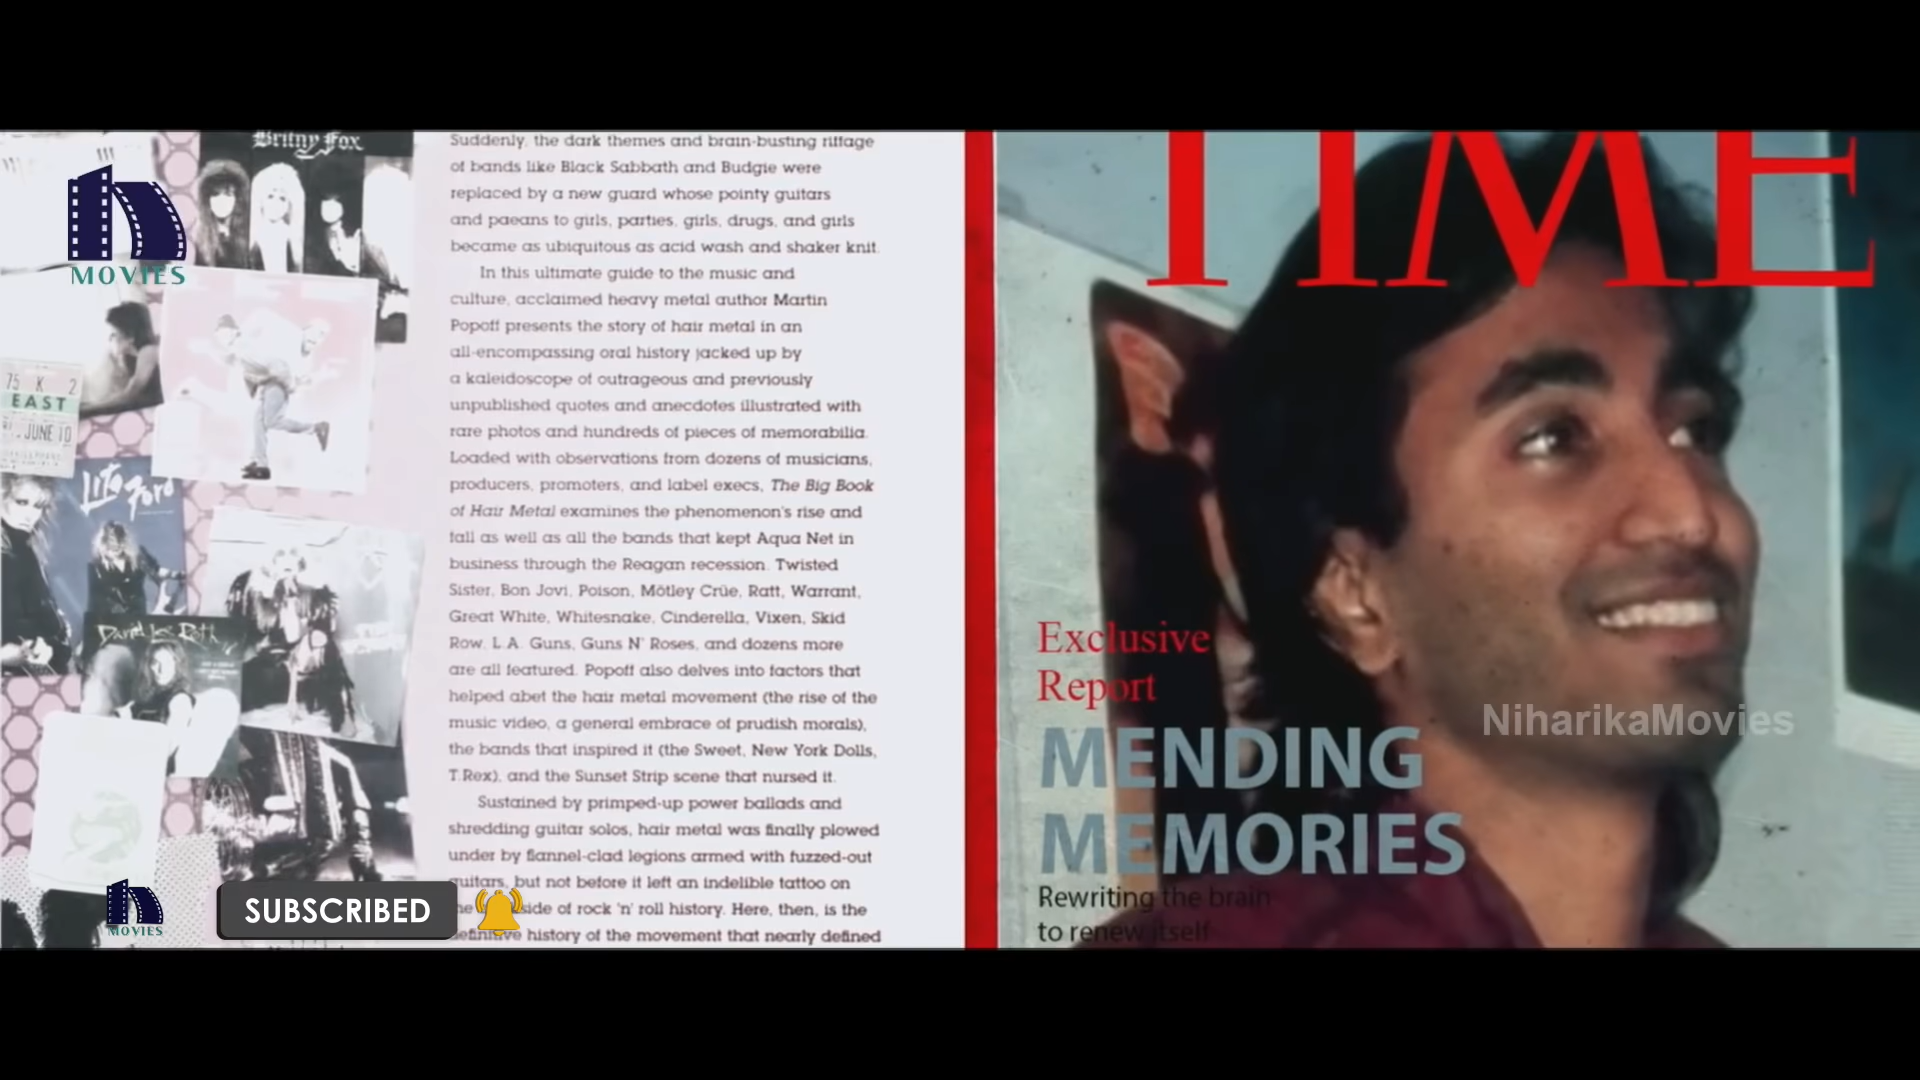 Britny Fox
MOVIES
75 K 2
EAST
JUNE 10
Lita Ford
David Lee Roth
Suddenly, the dark themes and brain-busting riffage
of bands like Black Sabbath and Budgie were
replaced by a new guard whose pointy guitars
and paeans to girls, parties, girls, drugs, and girls
became as ubiquitous as acid wash and shaker knit.
In this ultimate guide to the music and
culture, acclaimed heavy metal author Martin
Popoff presents the story of hair metal in an
all-encompassing oral history jacked up by
a kaleidoscope of outrageous and previously
unpublished quotes and anecdotes illustrated with
rare photos and hundreds of pieces of memorabilia.
Loaded with observations from dozens of musicians,
producers, promoters, and label execs, The Big Book
of Hair Metal examines the phenomenon's rise and
fall as well as all the bands that kept Aqua Net in
business through the Reagan recession. Twisted
Sister, Bon Jovi, Poison, Mötley Crüe, Ratt, Warrant,
Great White, Whitesnake, Cinderella, Vixen, Skid
Row, L.A. Guns, Guns N' Roses, and dozens more
are all featured. Popoff also delves into factors that
helped abet the hair metal movement (the rise of the
music video, a general embrace of prudish morals),
the bands that inspired it (the Sweet, New York Dolls,
T.Rex), and the Sunset Strip scene that nursed it.
Sustained by primped-up power ballads and
shredding guitar solos, hair metal was finally plowed
under by flannel-clad legions armed with fuzzed-out
guitars, but not before it left an indelible tattoo on
side of rock 'n' roll history. Here, then, is the
definitive history of the movement that nearly defined
MOVIES
SUBSCRIBED
TIME
Exclusive
Report
MENDING
MEMORIES
Rewriting the brain
to renew itself
NiharikaMovies